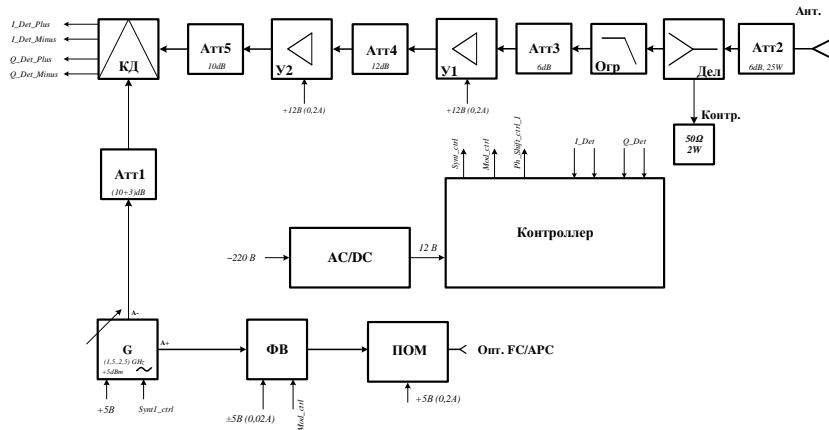 I_Det_Plus
I_Det_Minus
Q_Det_Plus
Q_Det_Minus
КД
Атт5
10dB
У2
+12В (0,2А)
Атт4
12dB
У1
+12В (0,2А)
Атт3
6dB
Огр
Дел
Атт2
6dB, 25W
Ант.
Контр.
50Ω
2W
Атт1
(10+3)dB
Synt_ctrl
Mod_ctrl
Ph_Shift_ctrl_1
I_Det
Q_Det
Контроллер
~220 В
AC/DC
12 В
A-
A+
G
(1,5..2,5) GHz
+5dBm
+5В
Synt1_ctrl
ФВ
±5В (0,02А)
Mod_ctrl
ПОМ
+5В (0,2А)
Опт. FC/APC